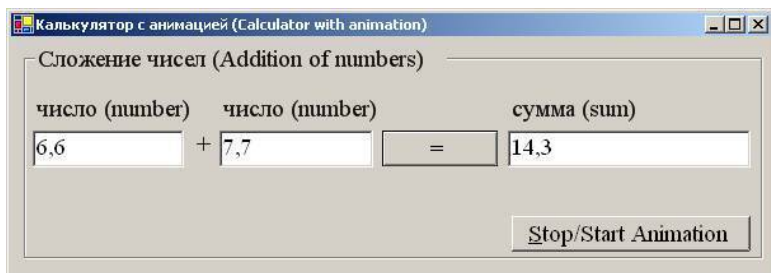 Калькулятор с анимацией (Calculator with animation)
Сложение чисел (Addition of numbers)
число (number) число (number) сумма (sum)
6,6 + 7,7 = 14,3
Stop/Start Animation